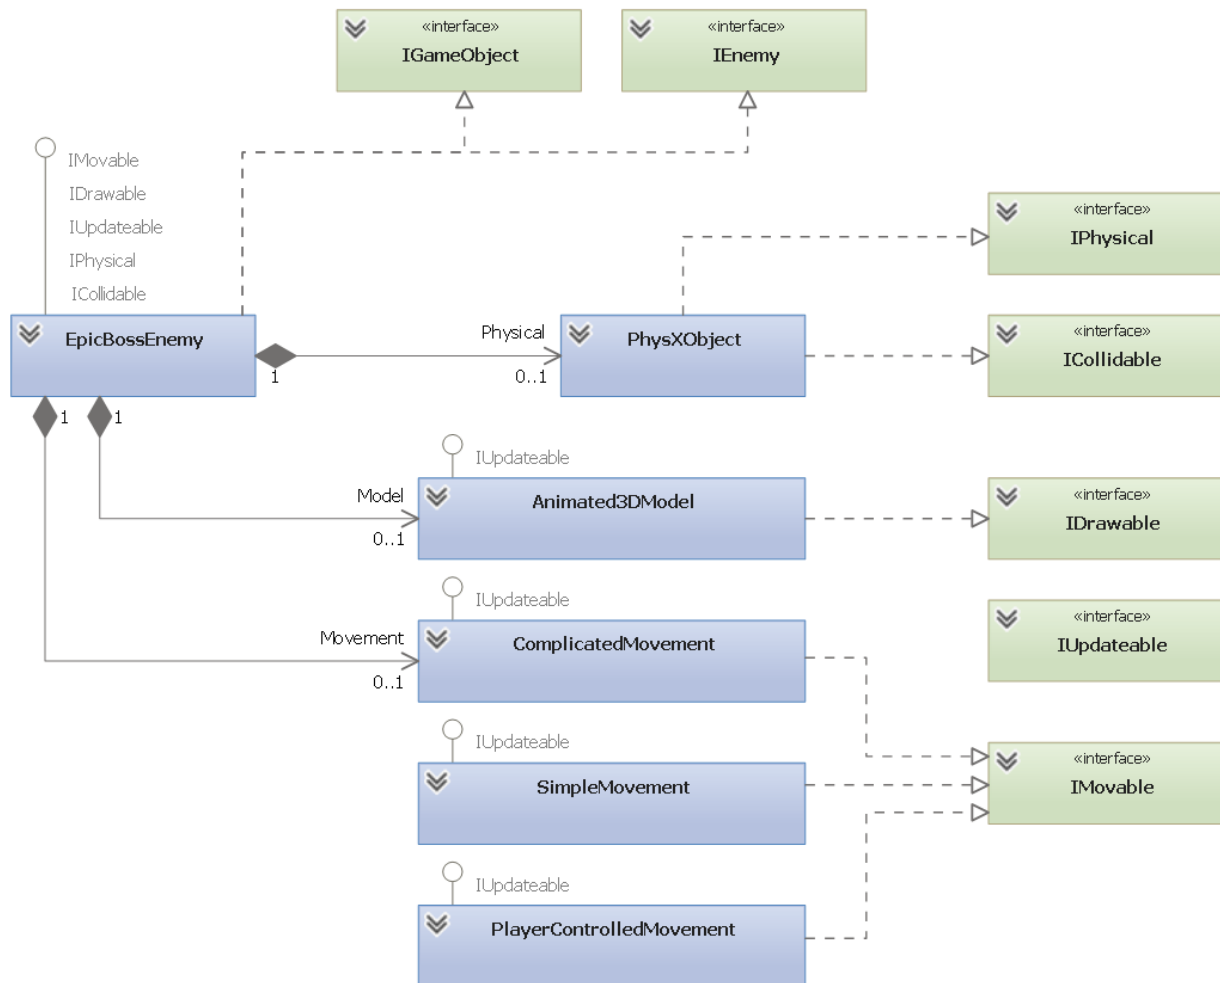 «interface»
IGameObject
«interface»
IEnemy
IMovable
IDrawable
IUpdateable
IPhysical
ICollidable
«interface»
IPhysical
EpicBossEnemy
1
Physical
0..1
PhysXObject
«interface»
ICollidable
1
1
IUpdateable
Model
0..1
Animated3DModel
«interface»
IDrawable
IUpdateable
Movement
0..1
ComplicatedMovement
«interface»
IUpdateable
IUpdateable
SimpleMovement
«interface»
IMovable
IUpdateable
PlayerControlledMovement